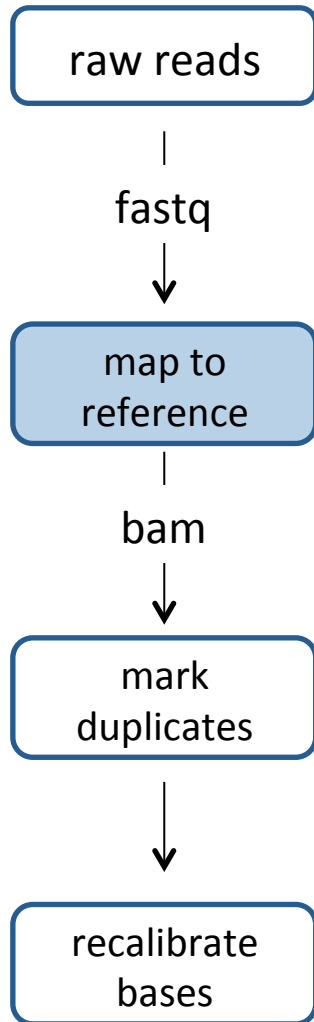 raw reads
fastq
map to
reference
bam
mark
duplicates
recalibrate
bases